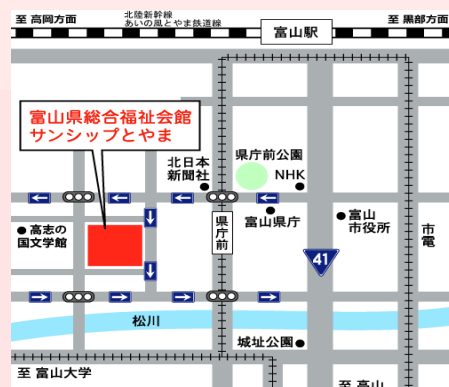 至 高岡方面
北陸新幹線
あいの風とやま鉄道線
至 黒部方面
富山駅
富山県総合福祉会館
サンシップとやま
北日本
新聞社
県庁前公園
NHK
高志の
国文学館
県庁前
富山県庁
富山
市役所
市電
41
松川
城址公園
至 富山大学
至 高山